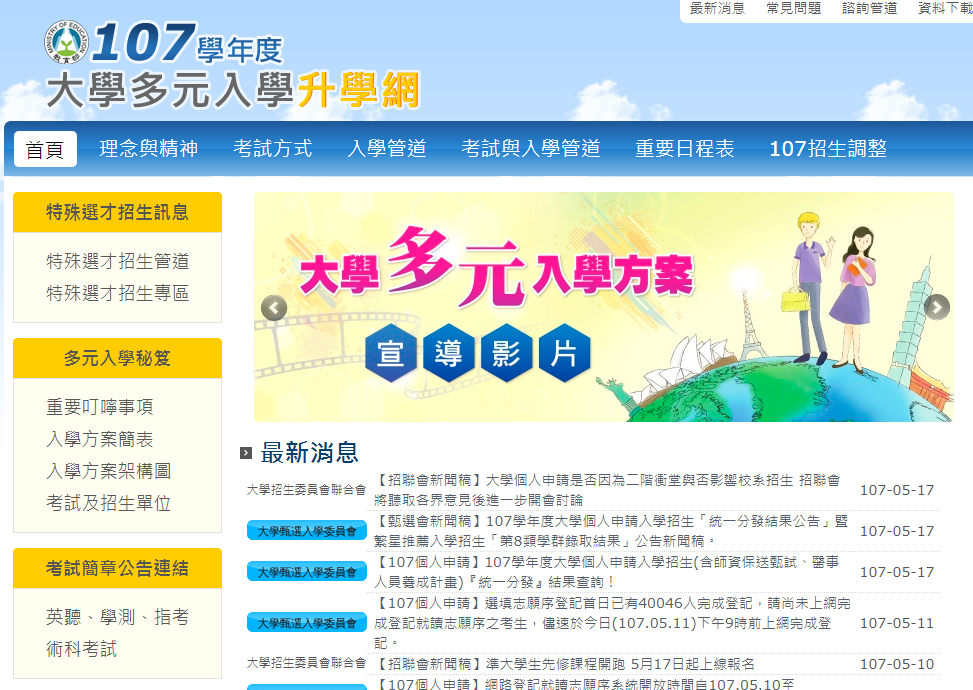 最新消息 常見問題 諮詢管道 資料下載
MINISTRY OF EDUCATION
107學年度
大學多元入學升學網
首頁 理念與精神 考試方式 入學管道 考試與入學管道 重要日程表 107招生調整
特殊選才招生訊息
特殊選才招生管道
特殊選才招生專區
多元入學秘笈
重要叮嚀事項
入學方案簡表
入學方案架構圖
考試及招生單位
考試簡章公告連結
英聽、學測、指考
術科考試
大學多元入學方案
宣導影片
最新消息
大學招生委員會聯合會 【招聯會新聞稿】大學個人申請是否因為二階衝堂與否影響校系招生 招聯會
將聽取各界意見後進一步開會討論 107-05-17
大學甄選入學委員會 【甄選會新聞稿】107學年度大學個人申請入學招生「統一分發結果公告」暨
繁星推薦入學招生「第8類學群錄取結果」公告新聞稿。 107-05-17
大學甄選入學委員會 【107個人申請】107學年度大學個人申請入學招生(含師資保送甄試、醫事
人員養成計畫)『統一分發』結果查詢！ 107-05-17
【107個人申請】選填志願序登記首日已有40046人完成登記，請尚未上網完
大學甄選入學委員會 成登記就讀志願序之考生，儘速於今日(107.05.11)下午9時前上網完成登 107-05-11
記。
大學招生委員會聯合會 【招聯會新聞稿】準大學生先修課程開跑 5月17日起上線報名 107-05-10
【107個人申請】網路登記就讀志願序系統開放時間自107.05.10至